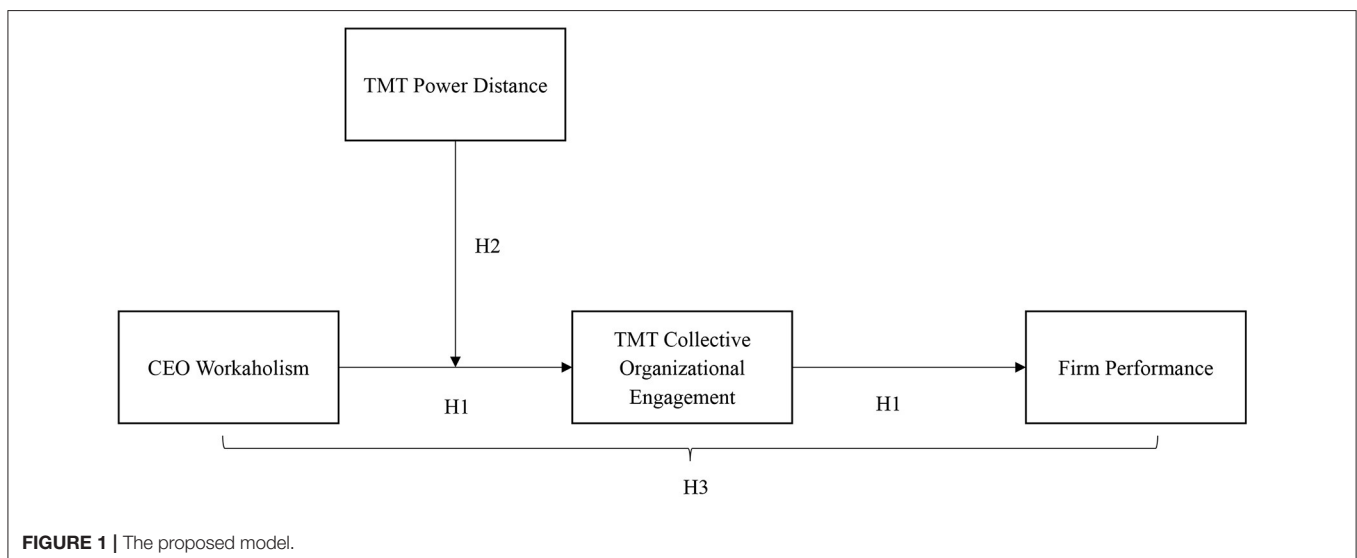 TMT Power Distance
H2
CEO Workaholism
H1
TMT Collective
Organizational
Engagement
H1
Firm Performance
H3
FIGURE 1 | The proposed model.